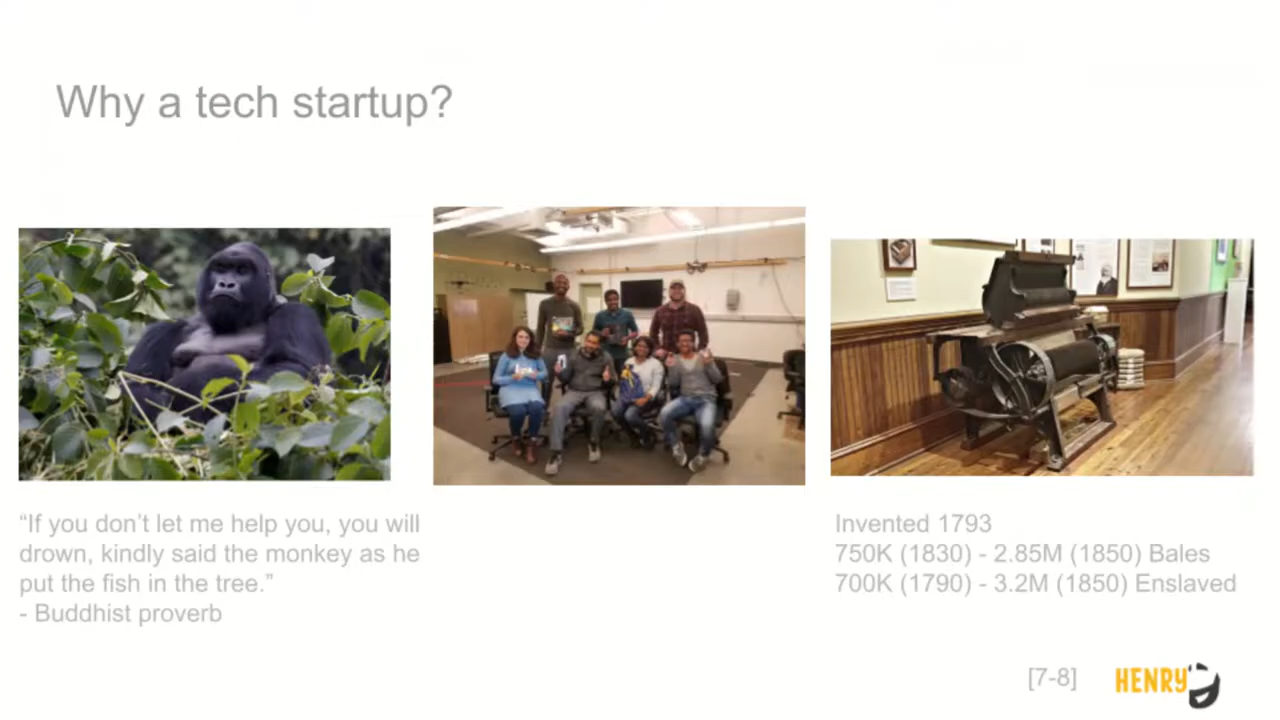 Why a tech startup?
“If you don’t let me help you, you will
drown, kindly said the monkey as he
put the fish in the tree.”
- Buddhist proverb
Invented 1793
750K (1830) - 2.85M (1850) Bales
700K (1790) - 3.2M (1850) Enslaved
[7-8]
HENRY